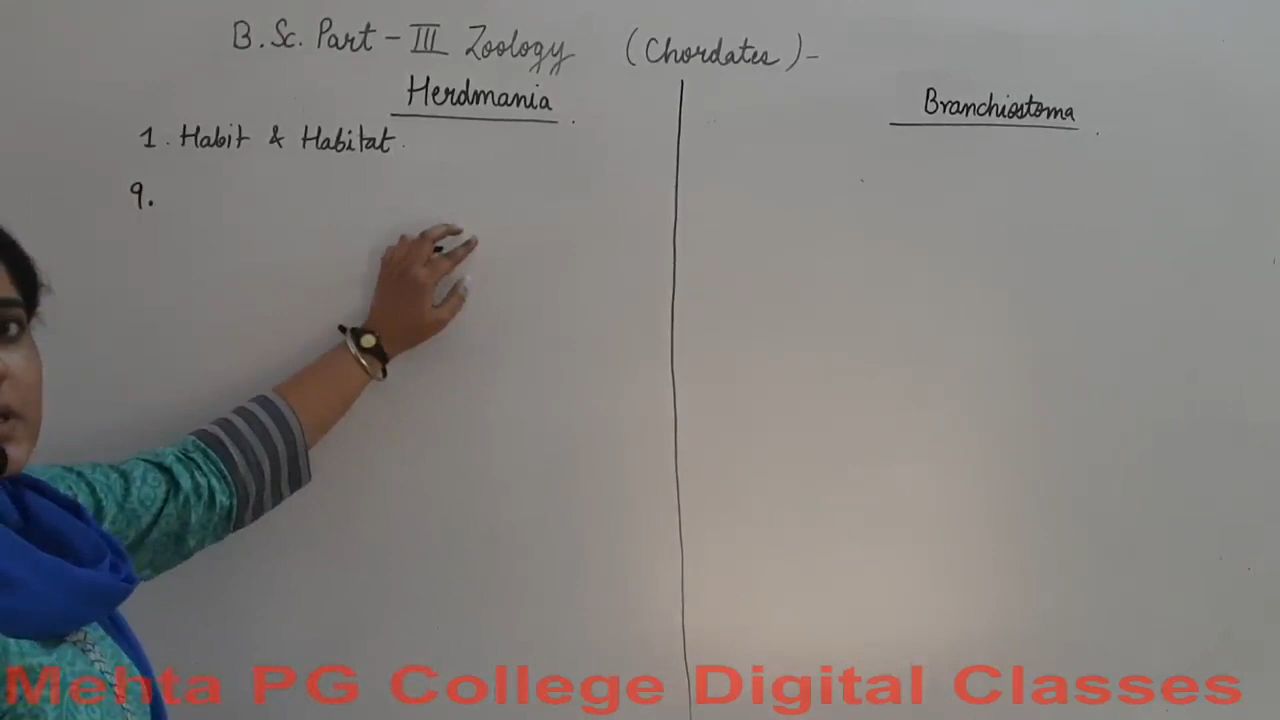 B.Sc. Part - III Zoology (Chordates) -
Herdmania
Branchiostoma
1. Habit & Habitat.
9.
Mehta PG College Digital Classes